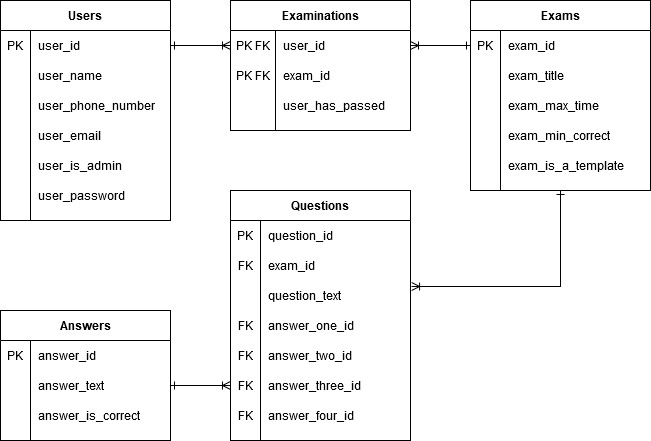 Users
PK user_id
user_name
user_phone_number
user_email
user_is_admin
user_password
Examinations
PK FK user_id
PK FK exam_id
user_has_passed
Exams
PK exam_id
exam_title
exam_max_time
exam_min_correct
exam_is_a_template
Questions
PK question_id
FK exam_id
question_text
FK answer_one_id
FK answer_two_id
FK answer_three_id
FK answer_four_id
Answers
PK answer_id
answer_text
answer_is_correct